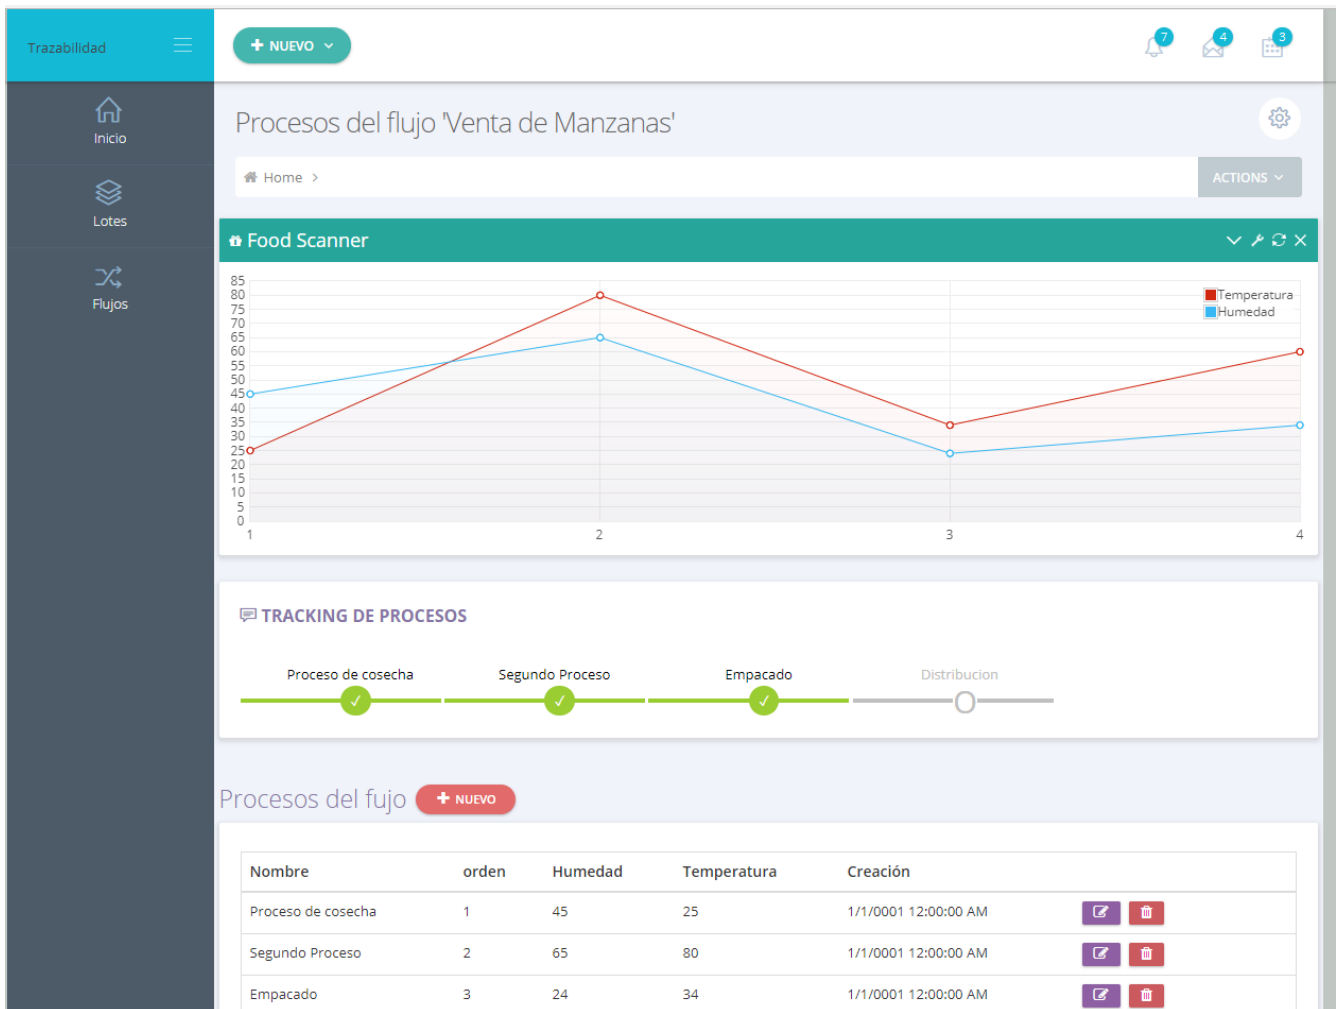 Trazabilidad
NUEVO
7
4
3
Inicio
Lotes
Flujos
Procesos del flujo 'Venta de Manzanas'
Home
ACTIONS
Food Scanner
85
80
75
70
65
60
55
50
45
40
35
30
25
20
15
10
5
0
1 2 3 4
Temperatura
Humedad
TRACKING DE PROCESOS
Proceso de cosecha Segundo Proceso Empacado Distribucion
Procesos del fujo
NUEVO
Nombre orden Humedad Temperatura Creación
Proceso de cosecha 1 45 25 1/1/0001 12:00:00 AM
Segundo Proceso 2 65 80 1/1/0001 12:00:00 AM
Empacado 3 24 34 1/1/0001 12:00:00 AM